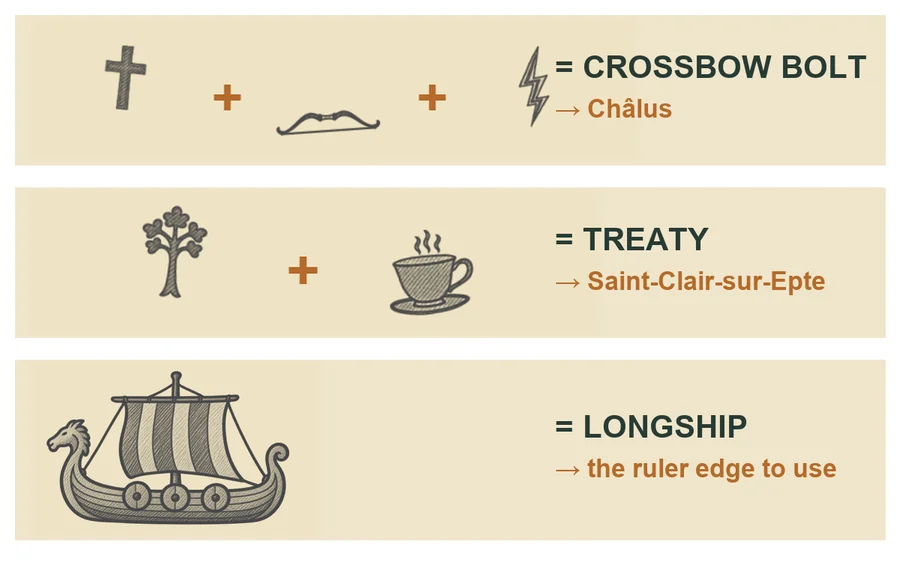 + + = CROSSBOW BOLT
→ Châlus
+ = TREATY
→ Saint-Clair-sur-Epte
= LONGSHIP
→ the ruler edge to use